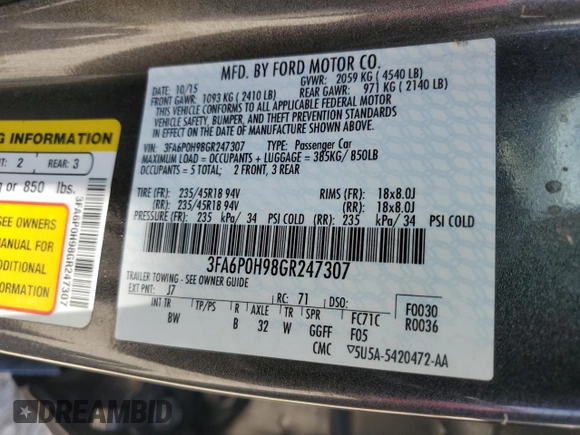 MFD. BY FORD MOTOR CO.
10/15
GVWR: 2059 KG (4540 LB)
FRONT GAWR: 1093 KG (2410 LB)
REAR GAWR: 971 KG (2140 LB)
THIS VEHICLE CONFORMS TO ALL APPLICABLE FEDERAL MOTOR
VEHICLE SAFETY, BUMPER, AND THEFT PREVENTION STANDARDS IN
EFFECT ON THE DATE OF MANUFACTURE SHOWN ABOVE.
VIN: 3FA6P0H98GR247307 TYPE: Passenger Car
MAXIMUM LOAD = OCCUPANTS + LUGGAGE = 385KG/ 850LB
OCCUPANTS = 5 TOTAL; 2 FRONT, 3 REAR
TIRE (FR): 235/45R18 94V RIMS (FR): 18x8.0J
(RR): 235/45R18 94V (RR): 18x8.0J
PRESSURE (FR): 235 kPa/ 34 PSI COLD (RR): 235 kPa/ 34 PSI COLD
3FA6P0H98GR247307
TRAILER TOWING - SEE OWNER GUIDE
EXT PNT: J7 RC: 71 DSO: F0030
R0036
INT TR TP/PS R AXLE TR SPR FC71C
BW B 32 W GGFF F05
CMC 5U5A-5420472-AA
G INFORMATION
T: 2 REAR: 3
g or 850 lbs.
SEE OWNERS
MANUAL FOR
ADDITIONAL
INFORMATION
3FA6P0H98GR247307
DREAMBID